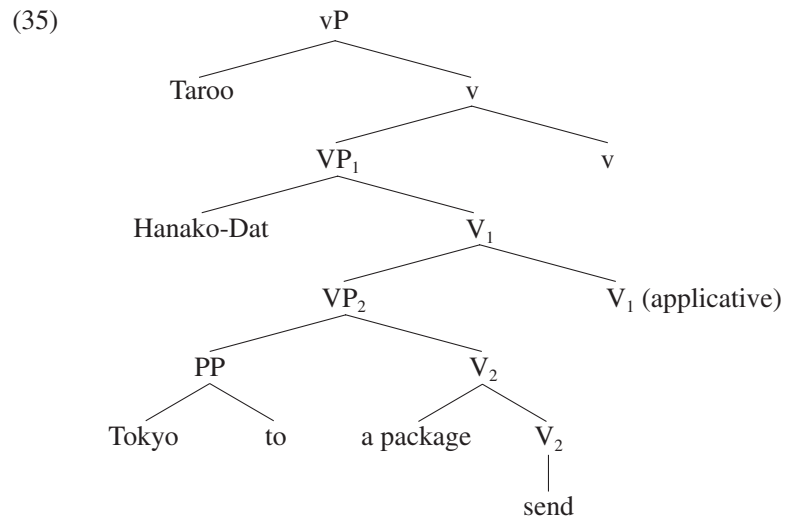 (35) vP
Taroo v
VP₁ v
Hanako-Dat V₁
VP₂ V₁ (applicative)
PP V₂
Tokyo to a package V₂
send